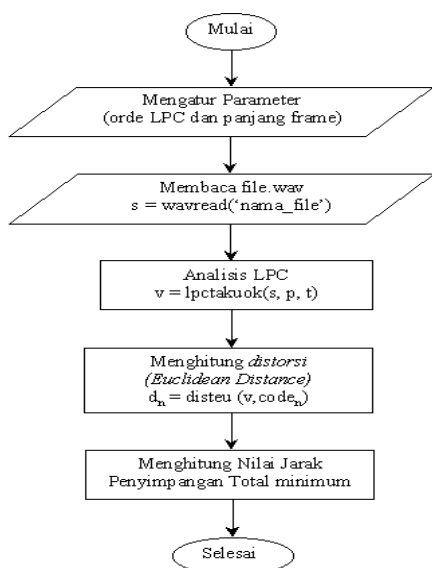 Mulai
Mengatur Parameter
(orde LPC dan panjang frame)
Membaca file.wav
s = wavread(‘nama_file’)
Analisis LPC
v = lpctakuok(s, p, t)
Menghitung distorsi
(Euclidean Distance)
dₙ = disteu (v,codeₙ)
Menghitung Nilai Jarak
Penyimpangan Total minimum
Selesai